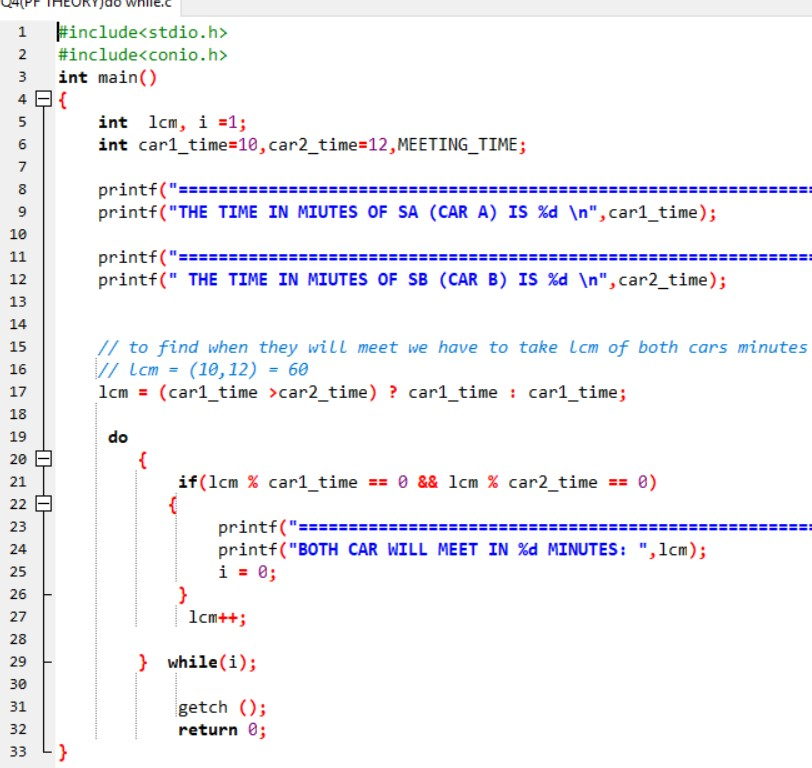 Q4(PF THEORY)do while.c
1 #include<stdio.h>
2 #include<conio.h>
3 int main()
4 {
5 int lcm, i =1;
6 int car1_time=10,car2_time=12,MEETING_TIME;
7
8 printf("================================================================
9 printf("THE TIME IN MIUTES OF SA (CAR A) IS %d \n",car1_time);
10
11 printf("================================================================
12 printf(" THE TIME IN MIUTES OF SB (CAR B) IS %d \n",car2_time);
13
14
15 // to find when they will meet we have to take lcm of both cars minutes
16 // lcm = (10,12) = 60
17 lcm = (car1_time >car2_time) ? car1_time : car1_time;
18
19 do
20 {
21 if(lcm % car1_time == 0 && lcm % car2_time == 0)
22 {
23 printf("====================================================
24 printf("BOTH CAR WILL MEET IN %d MINUTES: ",lcm);
25 i = 0;
26 }
27 lcm++;
28
29 } while(i);
30
31 getch ();
32 return 0;
33 }